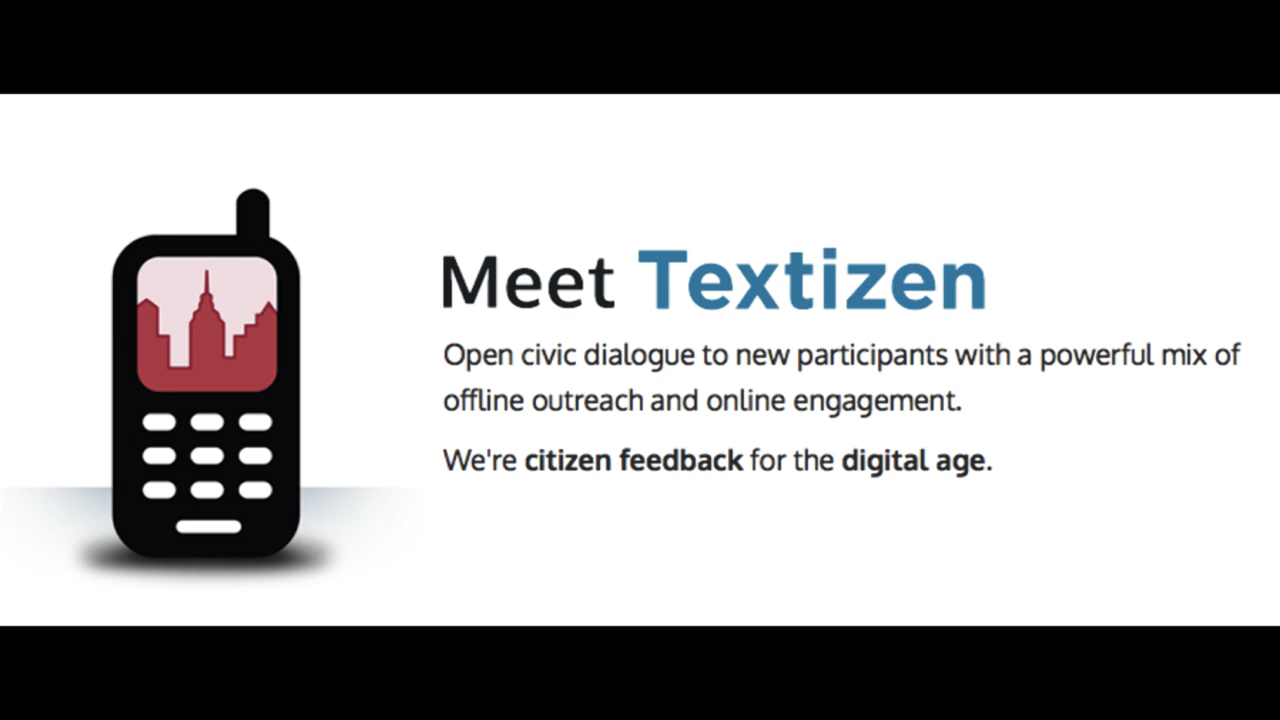 Meet Textizen
Open civic dialogue to new participants with a powerful mix of
offline outreach and online engagement.
We're citizen feedback for the digital age.